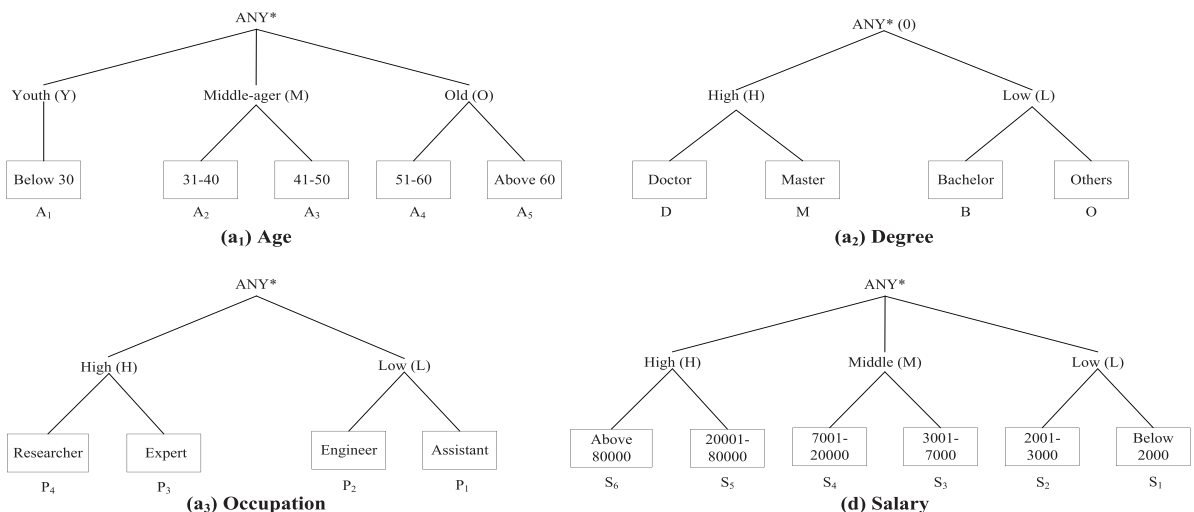 ANY*
Youth (Y) Middle-ager (M) Old (O)
Below 30 31-40 41-50 51-60 Above 60
A₁ A₂ A₃ A₄ A₅
(a₁) Age
ANY* (0)
High (H) Low (L)
Doctor Master Bachelor Others
D M B O
(a₂) Degree
ANY*
High (H) Low (L)
Researcher Expert Engineer Assistant
P₄ P₃ P₂ P₁
(a₃) Occupation
ANY*
High (H) Middle (M) Low (L)
Above 80000 20001-80000 7001-20000 3001-7000 2001-3000 Below 2000
S₆ S₅ S₄ S₃ S₂ S₁
(d) Salary